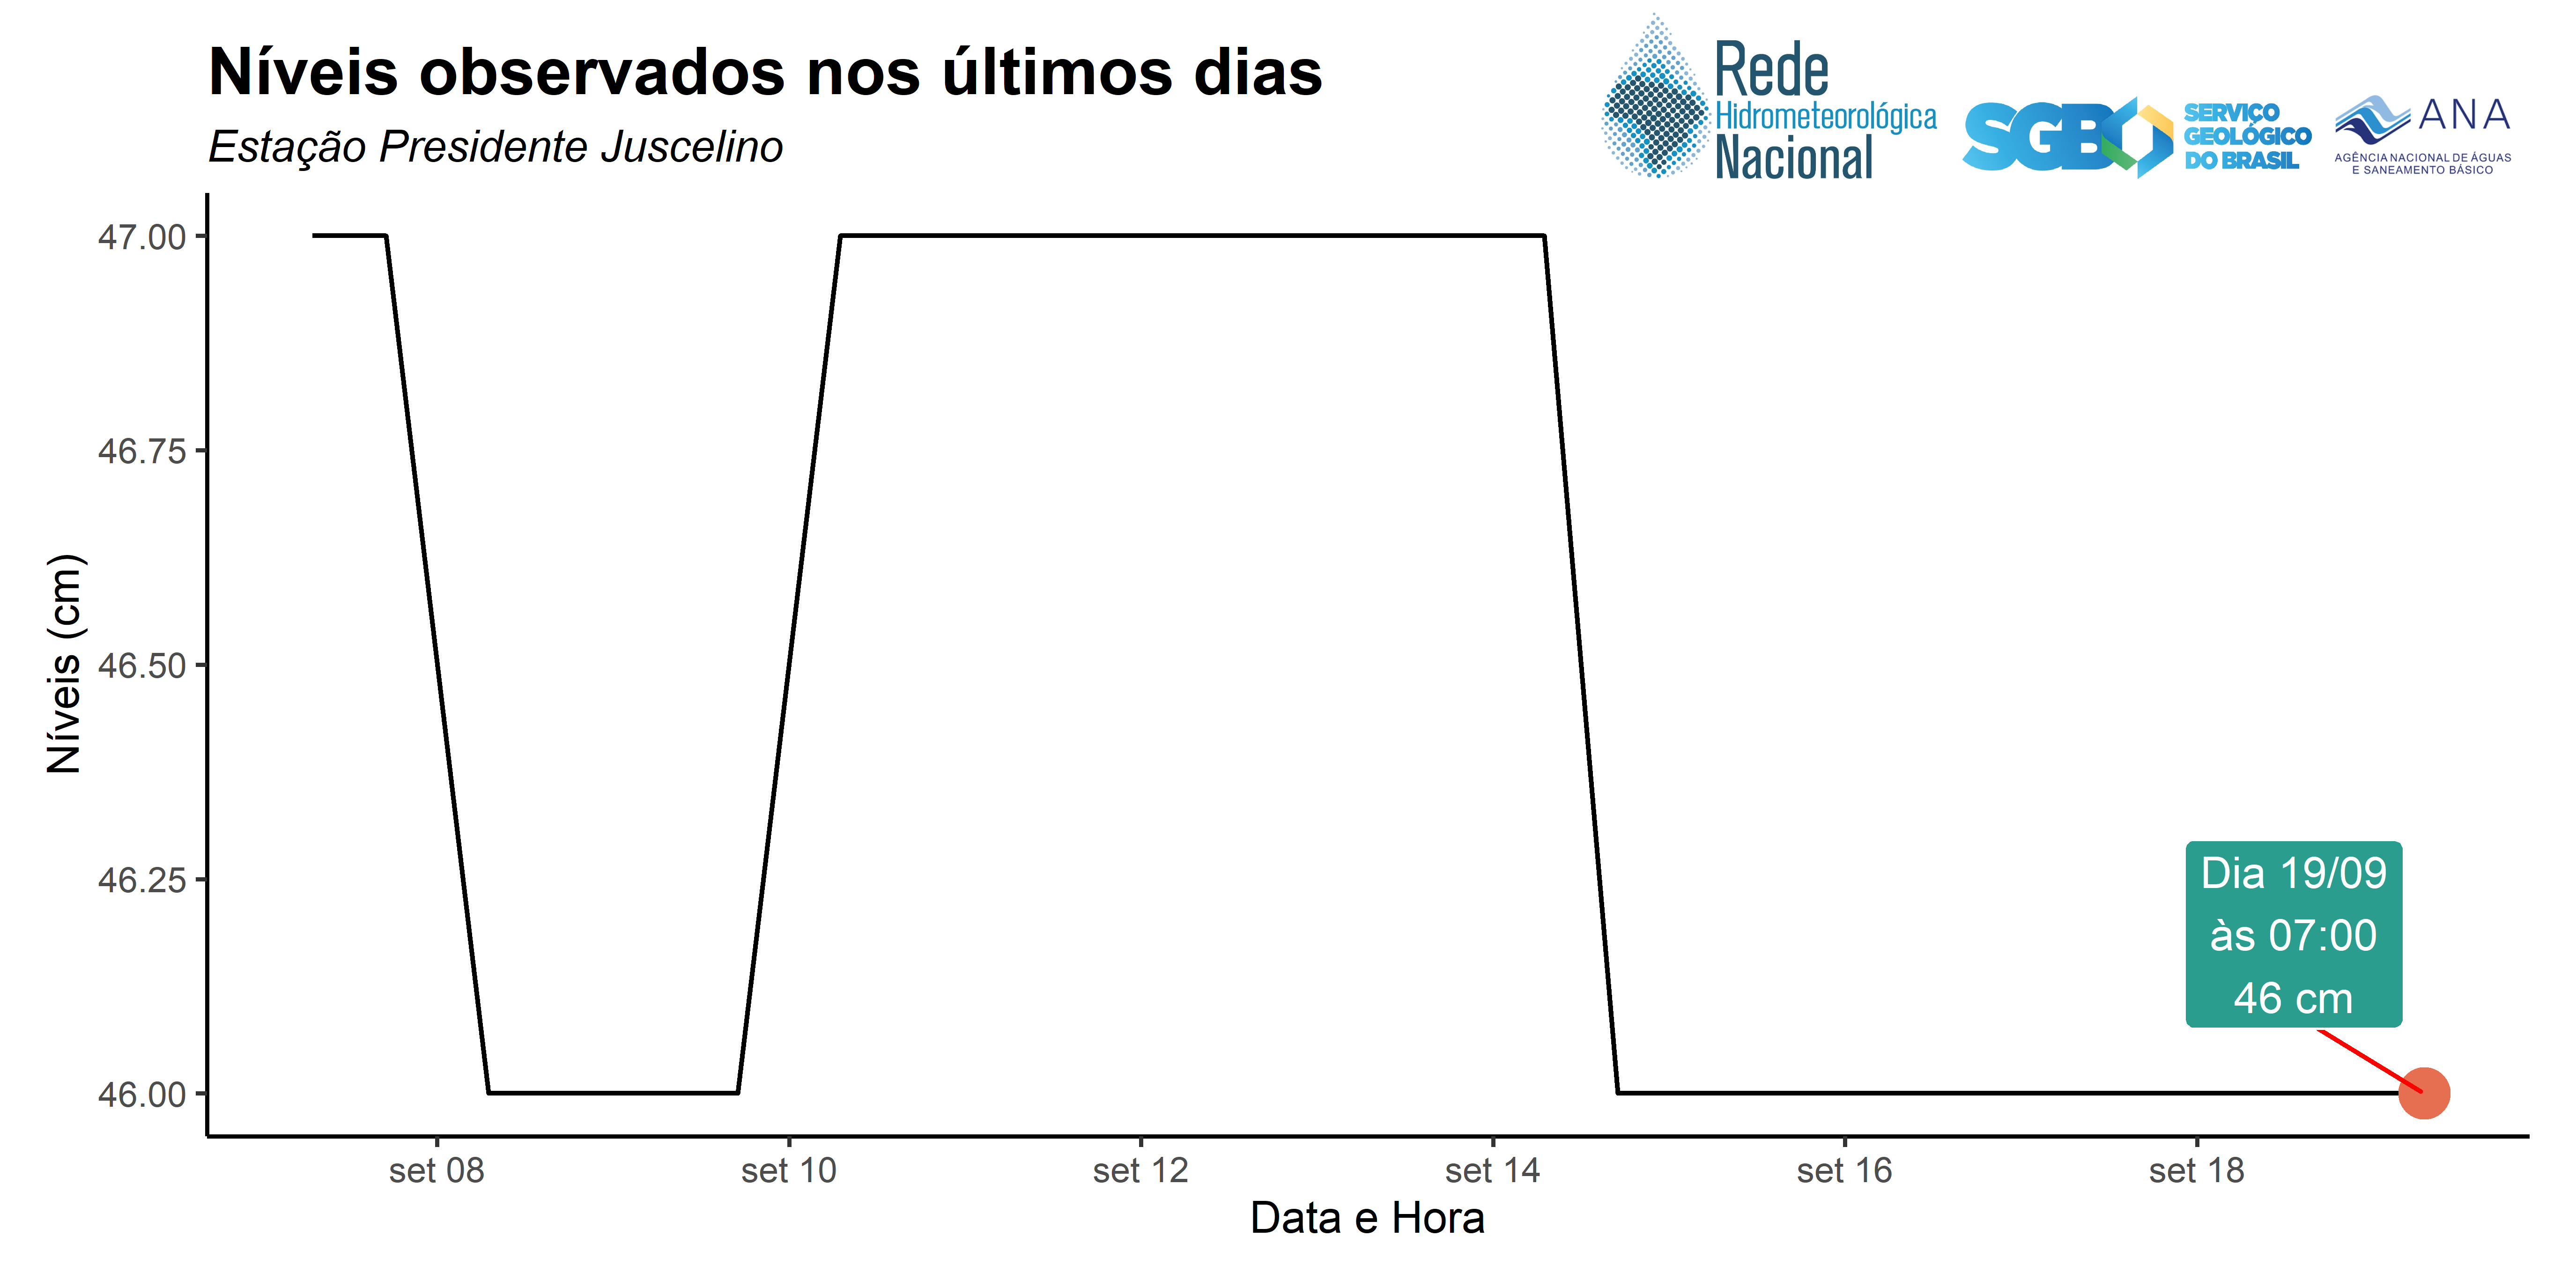 Níveis observados nos últimos dias
Estação Presidente Juscelino
Rede
Hidrometeorológica
Nacional
SGB
SERVIÇO
GEOLÓGICO
DO BRASIL
ANA
AGÊNCIA NACIONAL DE ÁGUAS
E SANEAMENTO BÁSICO
Níveis (cm)
47.00
46.75
46.50
46.25
46.00
Dia 19/09
às 07:00
46 cm
set 08
set 10
set 12
set 14
set 16
set 18
Data e Hora